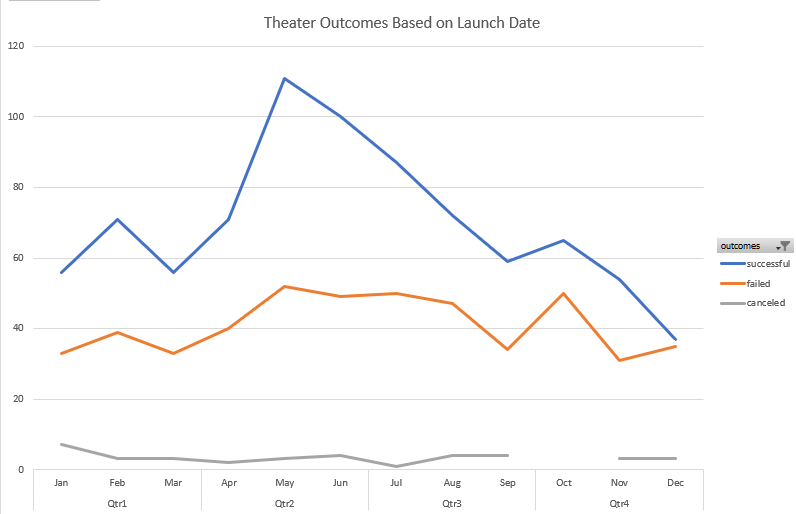 Theater Outcomes Based on Launch Date
120
100
80
60
40
20
0
outcomes
successful
failed
canceled
Jan Feb Mar Apr May Jun Jul Aug Sep Oct Nov Dec
Qtr1 Qtr2 Qtr3 Qtr4